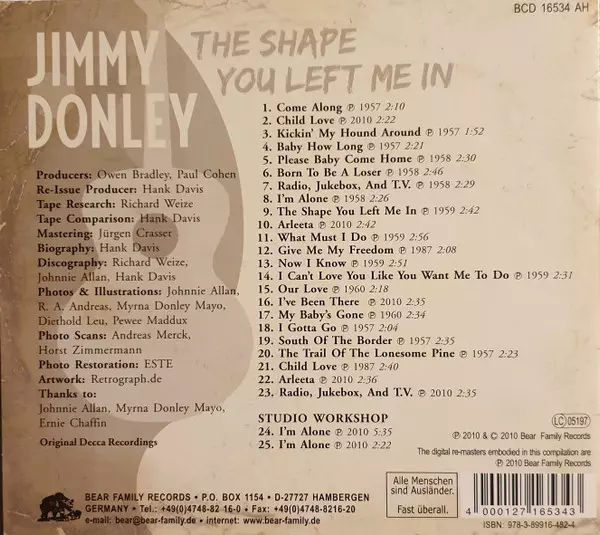 BCD 16534 AH
JIMMY
DONLEY
THE SHAPE
YOU LEFT ME IN
Producers: Owen Bradley, Paul Cohen
Re-Issue Producer: Hank Davis
Tape Research: Richard Weize
Tape Comparison: Hank Davis
Mastering: Jürgen Crasser
Biography: Hank Davis
Discography: Richard Weize,
Johnnie Allan, Hank Davis
Photos & Illustrations: Johnnie Allan,
R. A. Andreas, Myrna Donley Mayo,
Diethold Leu, Pewee Maddux
Photo Scans: Andreas Merck,
Horst Zimmermann
Photo Restoration: ESTE
Artwork: Retrograph.de
Thanks to:
Johnnie Allan, Myrna Donley Mayo,
Ernie Chaffin
Original Decca Recordings
1. Come Along ℗ 1957 2:10
2. Child Love ℗ 2010 2:22
3. Kickin' My Hound Around ℗ 1957 1:52
4. Baby How Long ℗ 1957 2:21
5. Please Baby Come Home ℗ 1958 2:30
6. Born To Be A Loser ℗ 1958 2:46
7. Radio, Jukebox, And T.V. ℗ 1958 2:29
8. I'm Alone ℗ 1958 2:26
9. The Shape You Left Me In ℗ 1959 2:42
10. Arleeta ℗ 2010 2:42
11. What Must I Do ℗ 1959 2:56
12. Give Me My Freedom ℗ 1987 2:08
13. Now I Know ℗ 1959 2:51
14. I Can't Love You Like You Want Me To Do ℗ 1959 2:31
15. Our Love ℗ 1960 2:18
16. I've Been There ℗ 2010 2:35
17. My Baby's Gone ℗ 1960 2:34
18. I Gotta Go ℗ 1957 2:04
19. South Of The Border ℗ 1957 2:35
20. The Trail Of The Lonesome Pine ℗ 1957 2:23
21. Child Love ℗ 1987 2:40
22. Arleeta ℗ 2010 2:36
23. Radio, Jukebox, And T.V. ℗ 2010 2:35
STUDIO WORKSHOP
24. I'm Alone ℗ 2010 5:35
25. I'm Alone ℗ 2010 2:22
LC 05197
℗ 2010 & © 2010 Bear Family Records
The digital re-masters embodied in this compilation are
℗ 2010 Bear Family Records
BEAR FAMILY RECORDS • P.O. BOX 1154 • D-27727 HAMBERGEN
GERMANY • Tel.: +49(0)4748-82 16-0 • Fax: +49(0)4748-8216-20
e-mail: bear@bear-family.de • internet: www.bear-family.de
Alle Menschen
sind Ausländer.
Fast überall.
4 000127 165343
ISBN: 978-3-89916-482-4